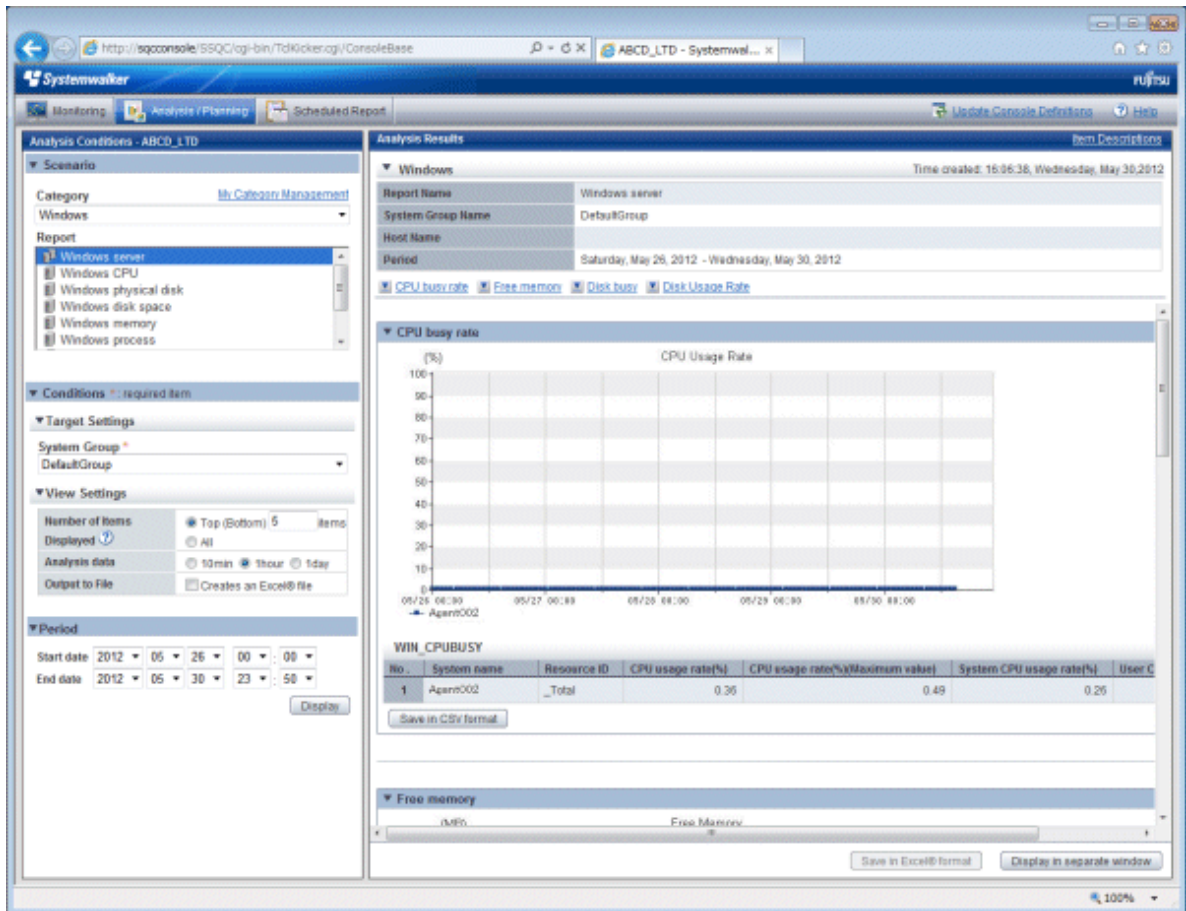 http://sqcconsole/SSQC/cgi-bin/TclKicker.cgi/ConsoleBase
ABCD_LTD - Systemwal...
Systemwalker
FUJITSU
Monitoring
Analysis / Planning
Scheduled Report
Update Console Definitions
Help
Analysis Conditions - ABCD_LTD
Scenario
Category
My Category Management
Windows
Report
Windows server
Windows CPU
Windows physical disk
Windows disk space
Windows memory
Windows process
Conditions * : required item
Target Settings
System Group *
DefaultGroup
View Settings
Number of Items Displayed
Top (Bottom) 5 items
All
Analysis data
10min 1hour 1day
Output to File
Creates an Excel® file
Period
Start date 2012 05 26 00 : 00
End date 2012 05 30 23 : 50
Display
Analysis Results
Item Descriptions
Windows
Time created: 16:06:38, Wednesday, May 30,2012
Report Name Windows server
System Group Name DefaultGroup
Host Name
Period Saturday, May 26, 2012 - Wednesday, May 30, 2012
CPU busy rate Free memory Disk busy Disk Usage Rate
CPU busy rate
(%) CPU Usage Rate
100
90
80
70
60
50
40
30
20
10
0
05/26 00:00 05/27 00:00 05/28 00:00 05/29 00:00 05/30 00:00
Agent002
WIN_CPUBUSY
No. System name Resource ID CPU usage rate(%) CPU usage rate(%)(Maximum value) System CPU usage rate(%) User C
1 Agent002 _Total 0.36 0.49 0.26
Save in CSV format
Free memory
(MB) Free Memory
Save in Excel® format
Display in separate window
100%